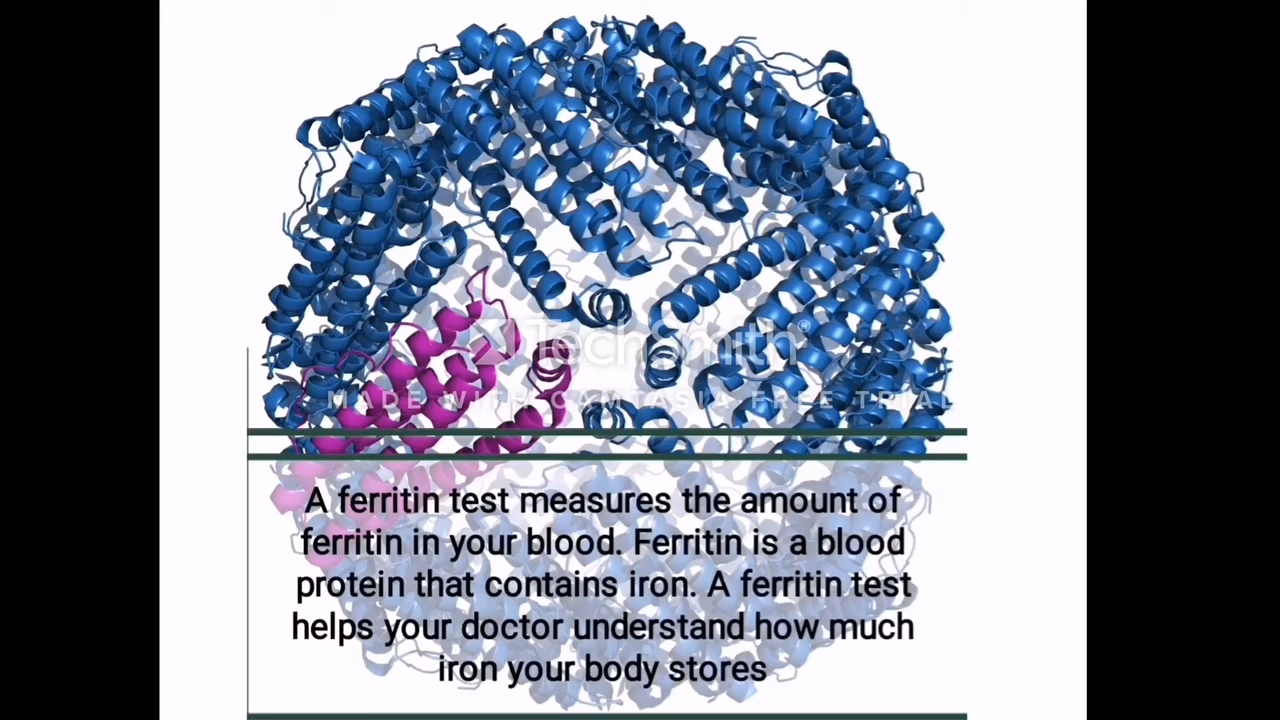 TechSmith®
MADE WITH CAMTASIA FREE TRIAL
A ferritin test measures the amount of
ferritin in your blood. Ferritin is a blood
protein that contains iron. A ferritin test
helps your doctor understand how much
iron your body stores